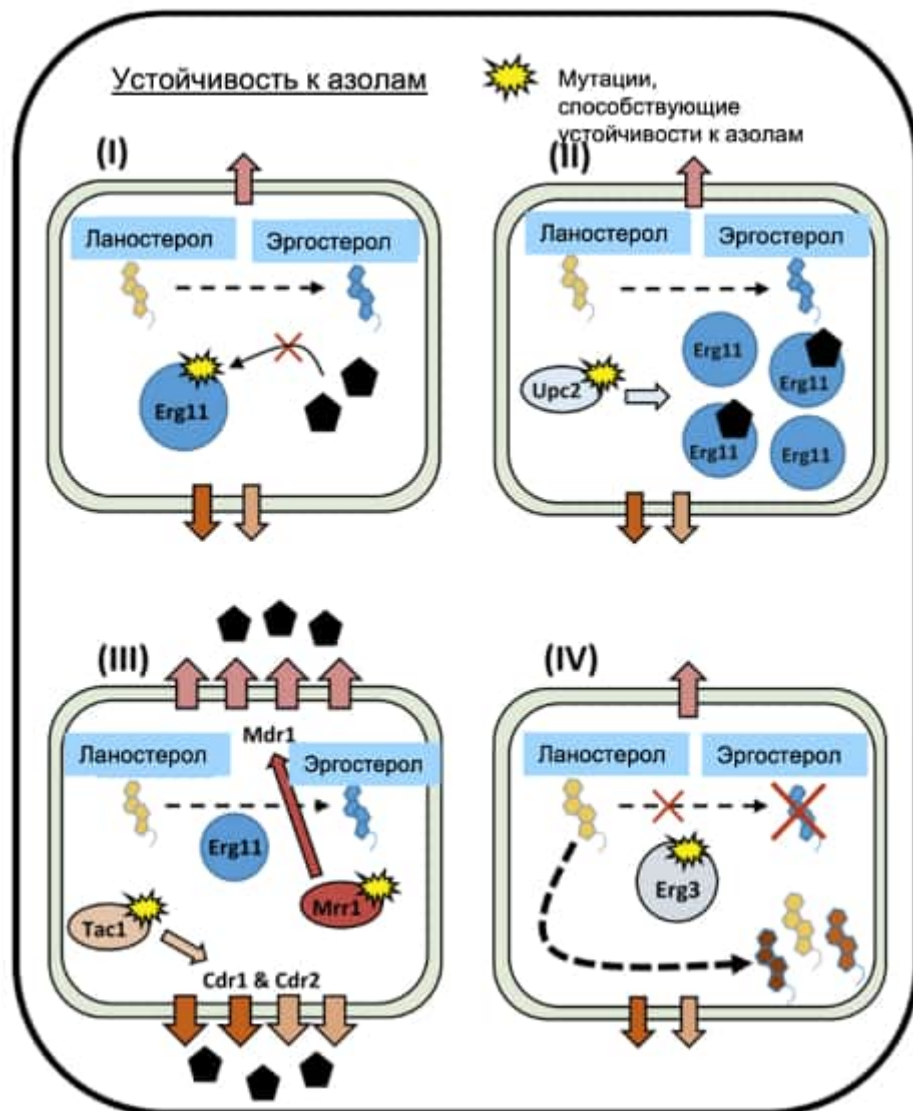 Устойчивость к азолам
Мутации,
способствующие
устойчивости к азолам
(I)
Ланостерол
Эргостерол
Erg11
(II)
Ланостерол
Эргостерол
Upc2
Erg11
Erg11
Erg11
Erg11
(III)
Mdr1
Ланостерол
Эргостерол
Erg11
Mrr1
Tac1
Cdr1 & Cdr2
(IV)
Ланостерол
Эргостерол
Erg3